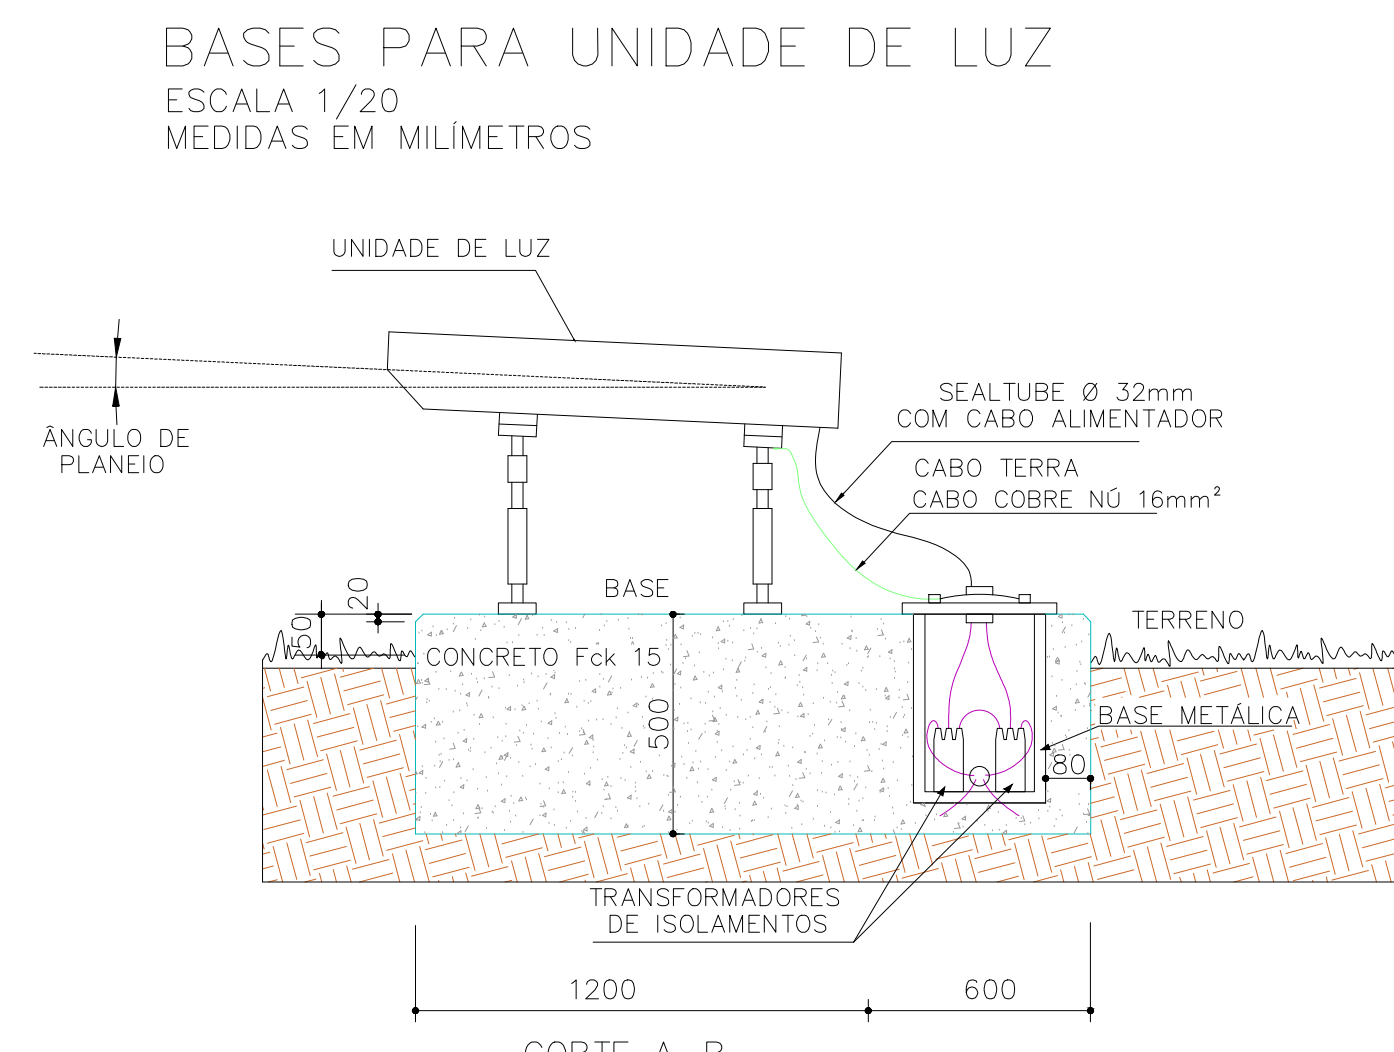 BASES PARA UNIDADE DE LUZ
ESCALA 1/20
MEDIDAS EM MILÍMETROS
UNIDADE DE LUZ
SEALTUBE Ø 32mm
COM CABO ALIMENTADOR
ÂNGULO DE
PLANEIO
CABO TERRA
CABO COBRE NÚ 16mm²
20
BASE
50
TERRENO
CONCRETO Fck 15
500
BASE METÁLICA
80
TRANSFORMADORES
DE ISOLAMENTOS
1200
600